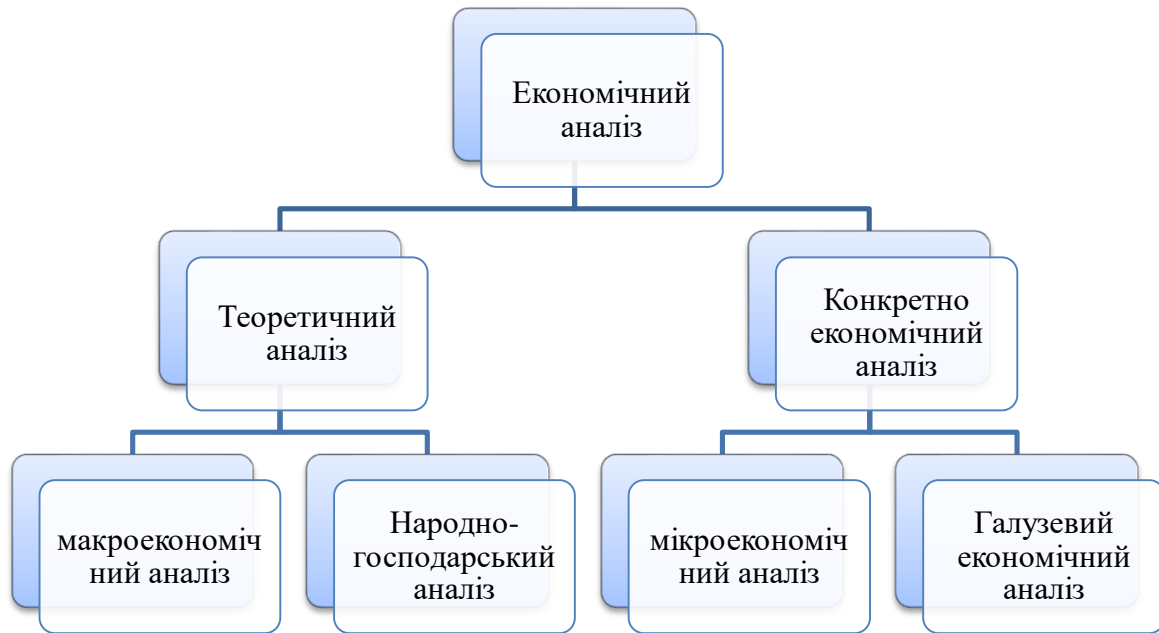 Економічний
аналіз
Теоретичний
аналіз
Конкретно
економічний
аналіз
макроекономіч
ний аналіз
Народно-
господарський
аналіз
мікроекономіч
ний аналіз
Галузевий
економічний
аналіз